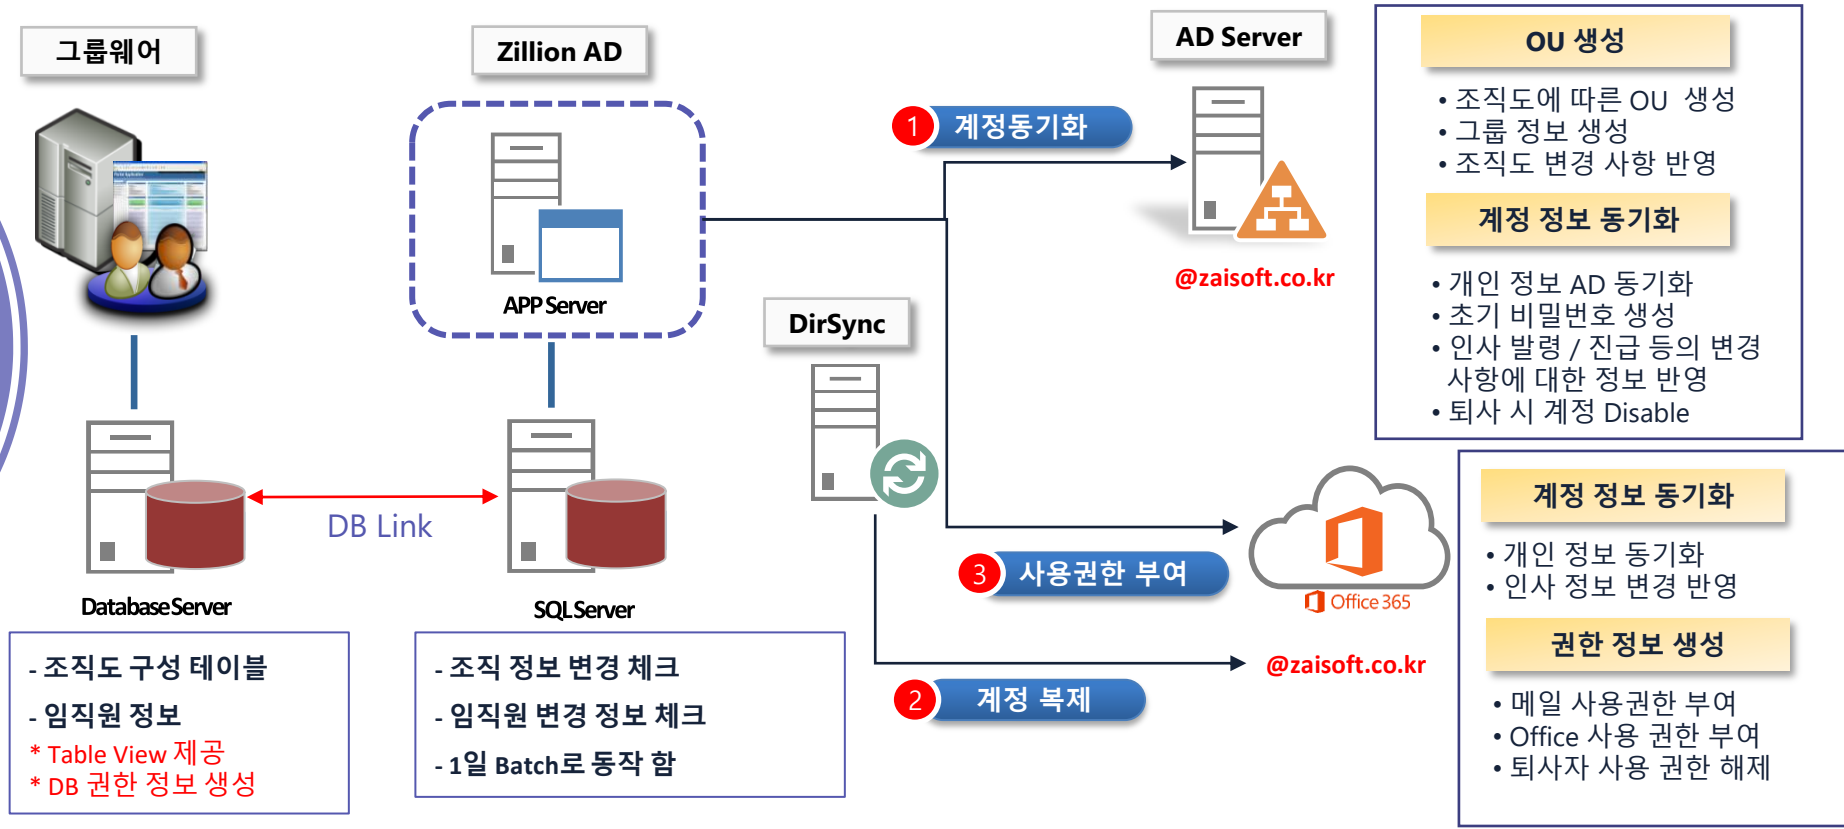 그룹웨어
Zillion AD
AD Server
1 계정동기화
APP Server
@zaisoft.co.kr
DirSync
DB Link
Database Server
SQL Server
- 조직도 구성 테이블
- 임직원 정보
* Table View 제공
* DB 권한 정보 생성
- 조직 정보 변경 체크
- 임직원 변경 정보 체크
- 1일 Batch로 동작 함
3 사용권한 부여
Office 365
@zaisoft.co.kr
2 계정 복제
OU 생성
• 조직도에 따른 OU 생성
• 그룹 정보 생성
• 조직도 변경 사항 반영
계정 정보 동기화
• 개인 정보 AD 동기화
• 초기 비밀번호 생성
• 인사 발령 / 진급 등의 변경
사항에 대한 정보 반영
• 퇴사 시 계정 Disable
계정 정보 동기화
• 개인 정보 동기화
• 인사 정보 변경 반영
권한 정보 생성
• 메일 사용권한 부여
• Office 사용 권한 부여
• 퇴사자 사용 권한 해제